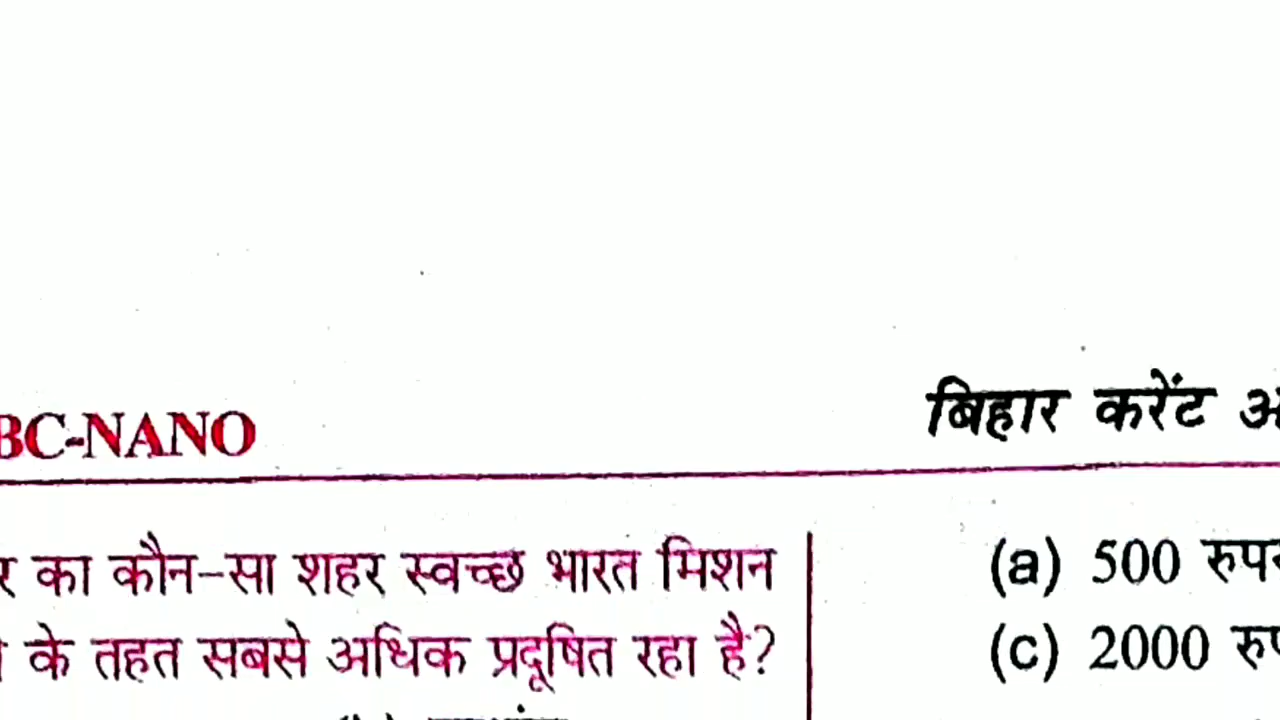 BC-NANO
बिहार करेंट
का कौन-सा शहर स्वच्छ भारत मिशन
के तहत सबसे अधिक प्रदूषित रहा है?
(a) 500
(c) 2000